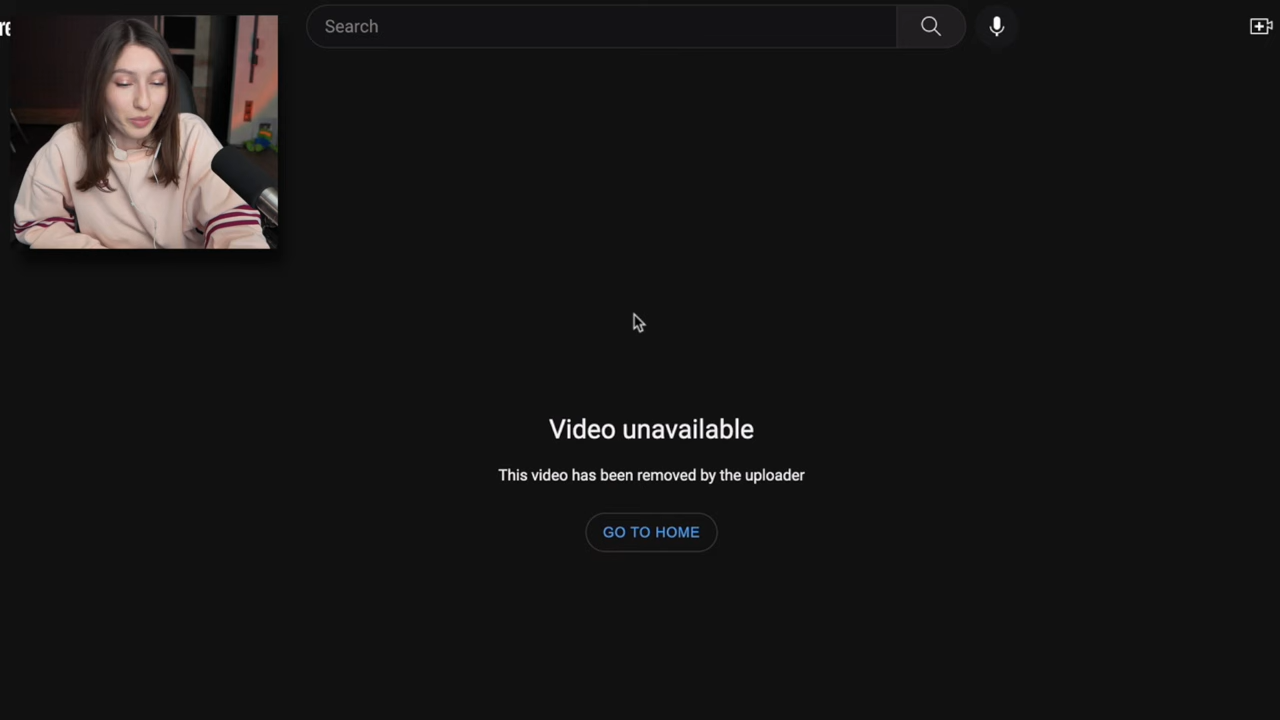 Search
Video unavailable
This video has been removed by the uploader
GO TO HOME